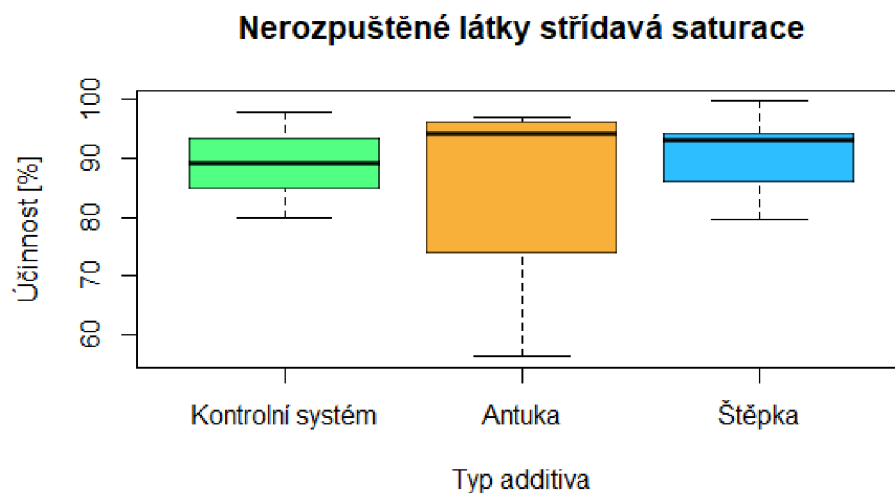 Nerozpuštěné látky střídavá saturace
Účinnost [%]
100
90
80
70
60
Kontrolní systém Antuka Štěpka
Typ additiva